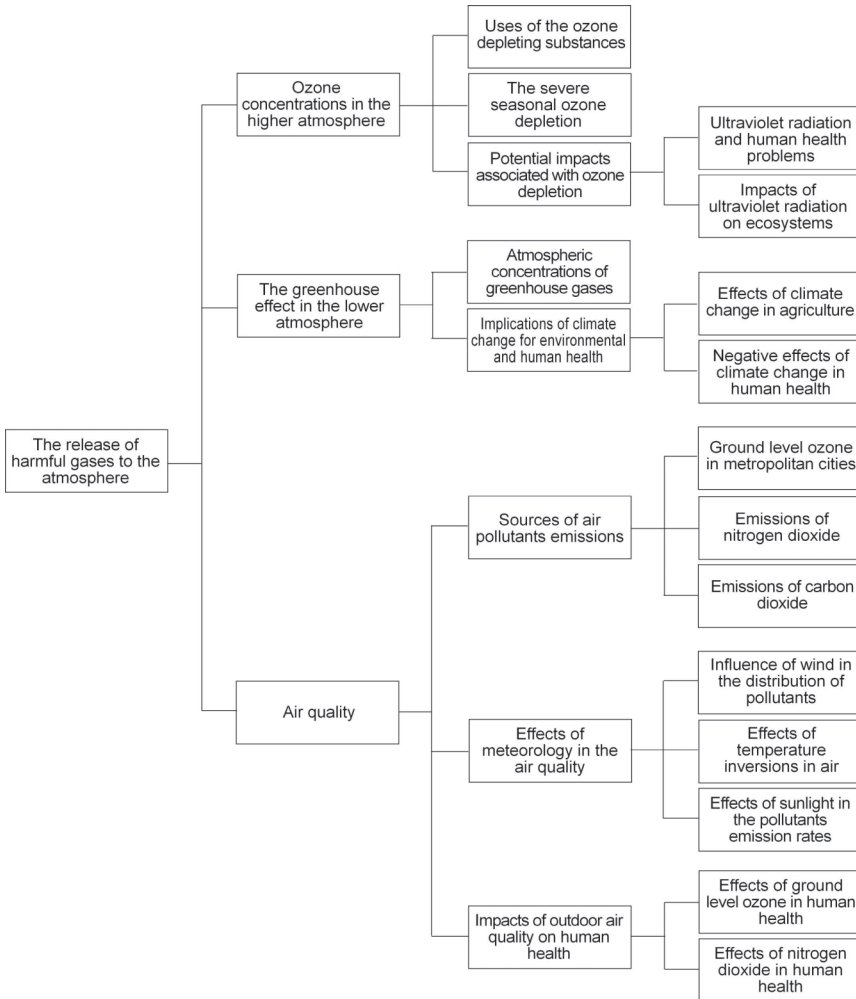 Uses of the ozone
depleting substances
Ozone
concentrations in the
higher atmosphere
The severe
seasonal ozone
depletion
Potential impacts
associated with ozone
depletion
Ultraviolet radiation
and human health
problems
Impacts of
ultraviolet radiation
on ecosystems
The greenhouse
effect in the lower
atmosphere
Atmospheric
concentrations of
greenhouse gases
Implications of climate
change for environmental
and human health
Effects of climate
change in agriculture
Negative effects of
climate change in
human health
The release of
harmful gases to the
atmosphere
Ground level ozone
in metropolitan cities
Sources of air
pollutants emissions
Emissions of
nitrogen dioxide
Emissions of carbon
dioxide
Air quality
Influence of wind in
the distribution of
pollutants
Effects of
meteorology in the
air quality
Effects of
temperature
inversions in air
Effects of sunlight in
the pollutants
emission rates
Impacts of outdoor air
quality on human
health
Effects of ground
level ozone in human
health
Effects of nitrogen
dioxide in human
health